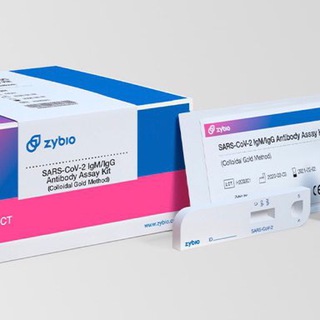 zybio
SARS-CoV-2 IgM/IgG
Antibody Assay Kit
(Colloidal Gold Method)
CT
www.zybio.c
zybio
SARS-CoV-2 IgM/IgG Antibody Assay K
(Colloidal Gold Method)
LOT
zybio
SARS-CoV-2